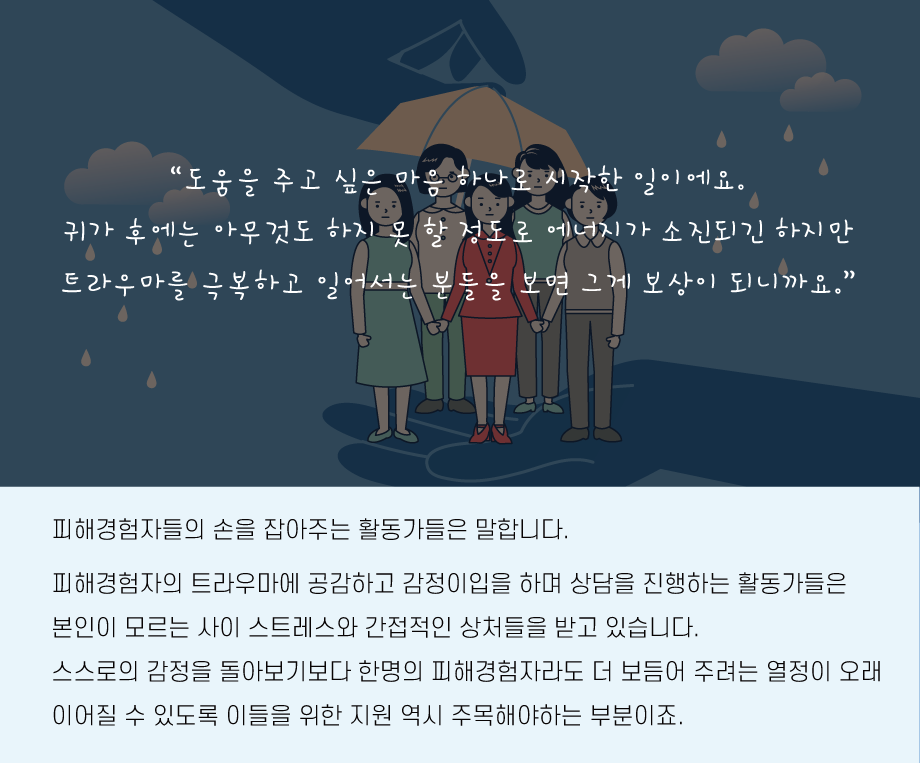 “도움을 주고 싶은 마음 하나로 시작한 일이에요.
귀가 후에는 아무것도 하지 못 할 정도로 에너지가 소진되긴 하지만
트라우마를 극복하고 일어서는 분들을 보면 그게 보상이 되니까요.”
피해경험자들의 손을 잡아주는 활동가들은 말합니다.
피해경험자의 트라우마에 공감하고 감정이입을 하며 상담을 진행하는 활동가들은
본인이 모르는 사이 스트레스와 간접적인 상처들을 받고 있습니다.
스스로의 감정을 돌아보기보다 한명의 피해경험자라도 더 보듬어 주려는 열정이 오래
이어질 수 있도록 이들을 위한 지원 역시 주목해야하는 부분이죠.